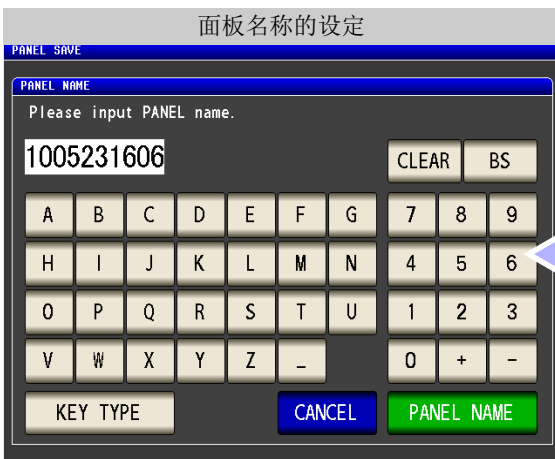 面板名称的设定
PANEL SAVE
PANEL NAME
Please input PANEL name.
1005231606
CLEAR BS
A B C D E F G 7 8 9
H I J K L M N 4 5 6
O P Q R S T U 1 2 3
V W X Y Z _ 0 + -
KEY TYPE CANCEL PANEL NAME